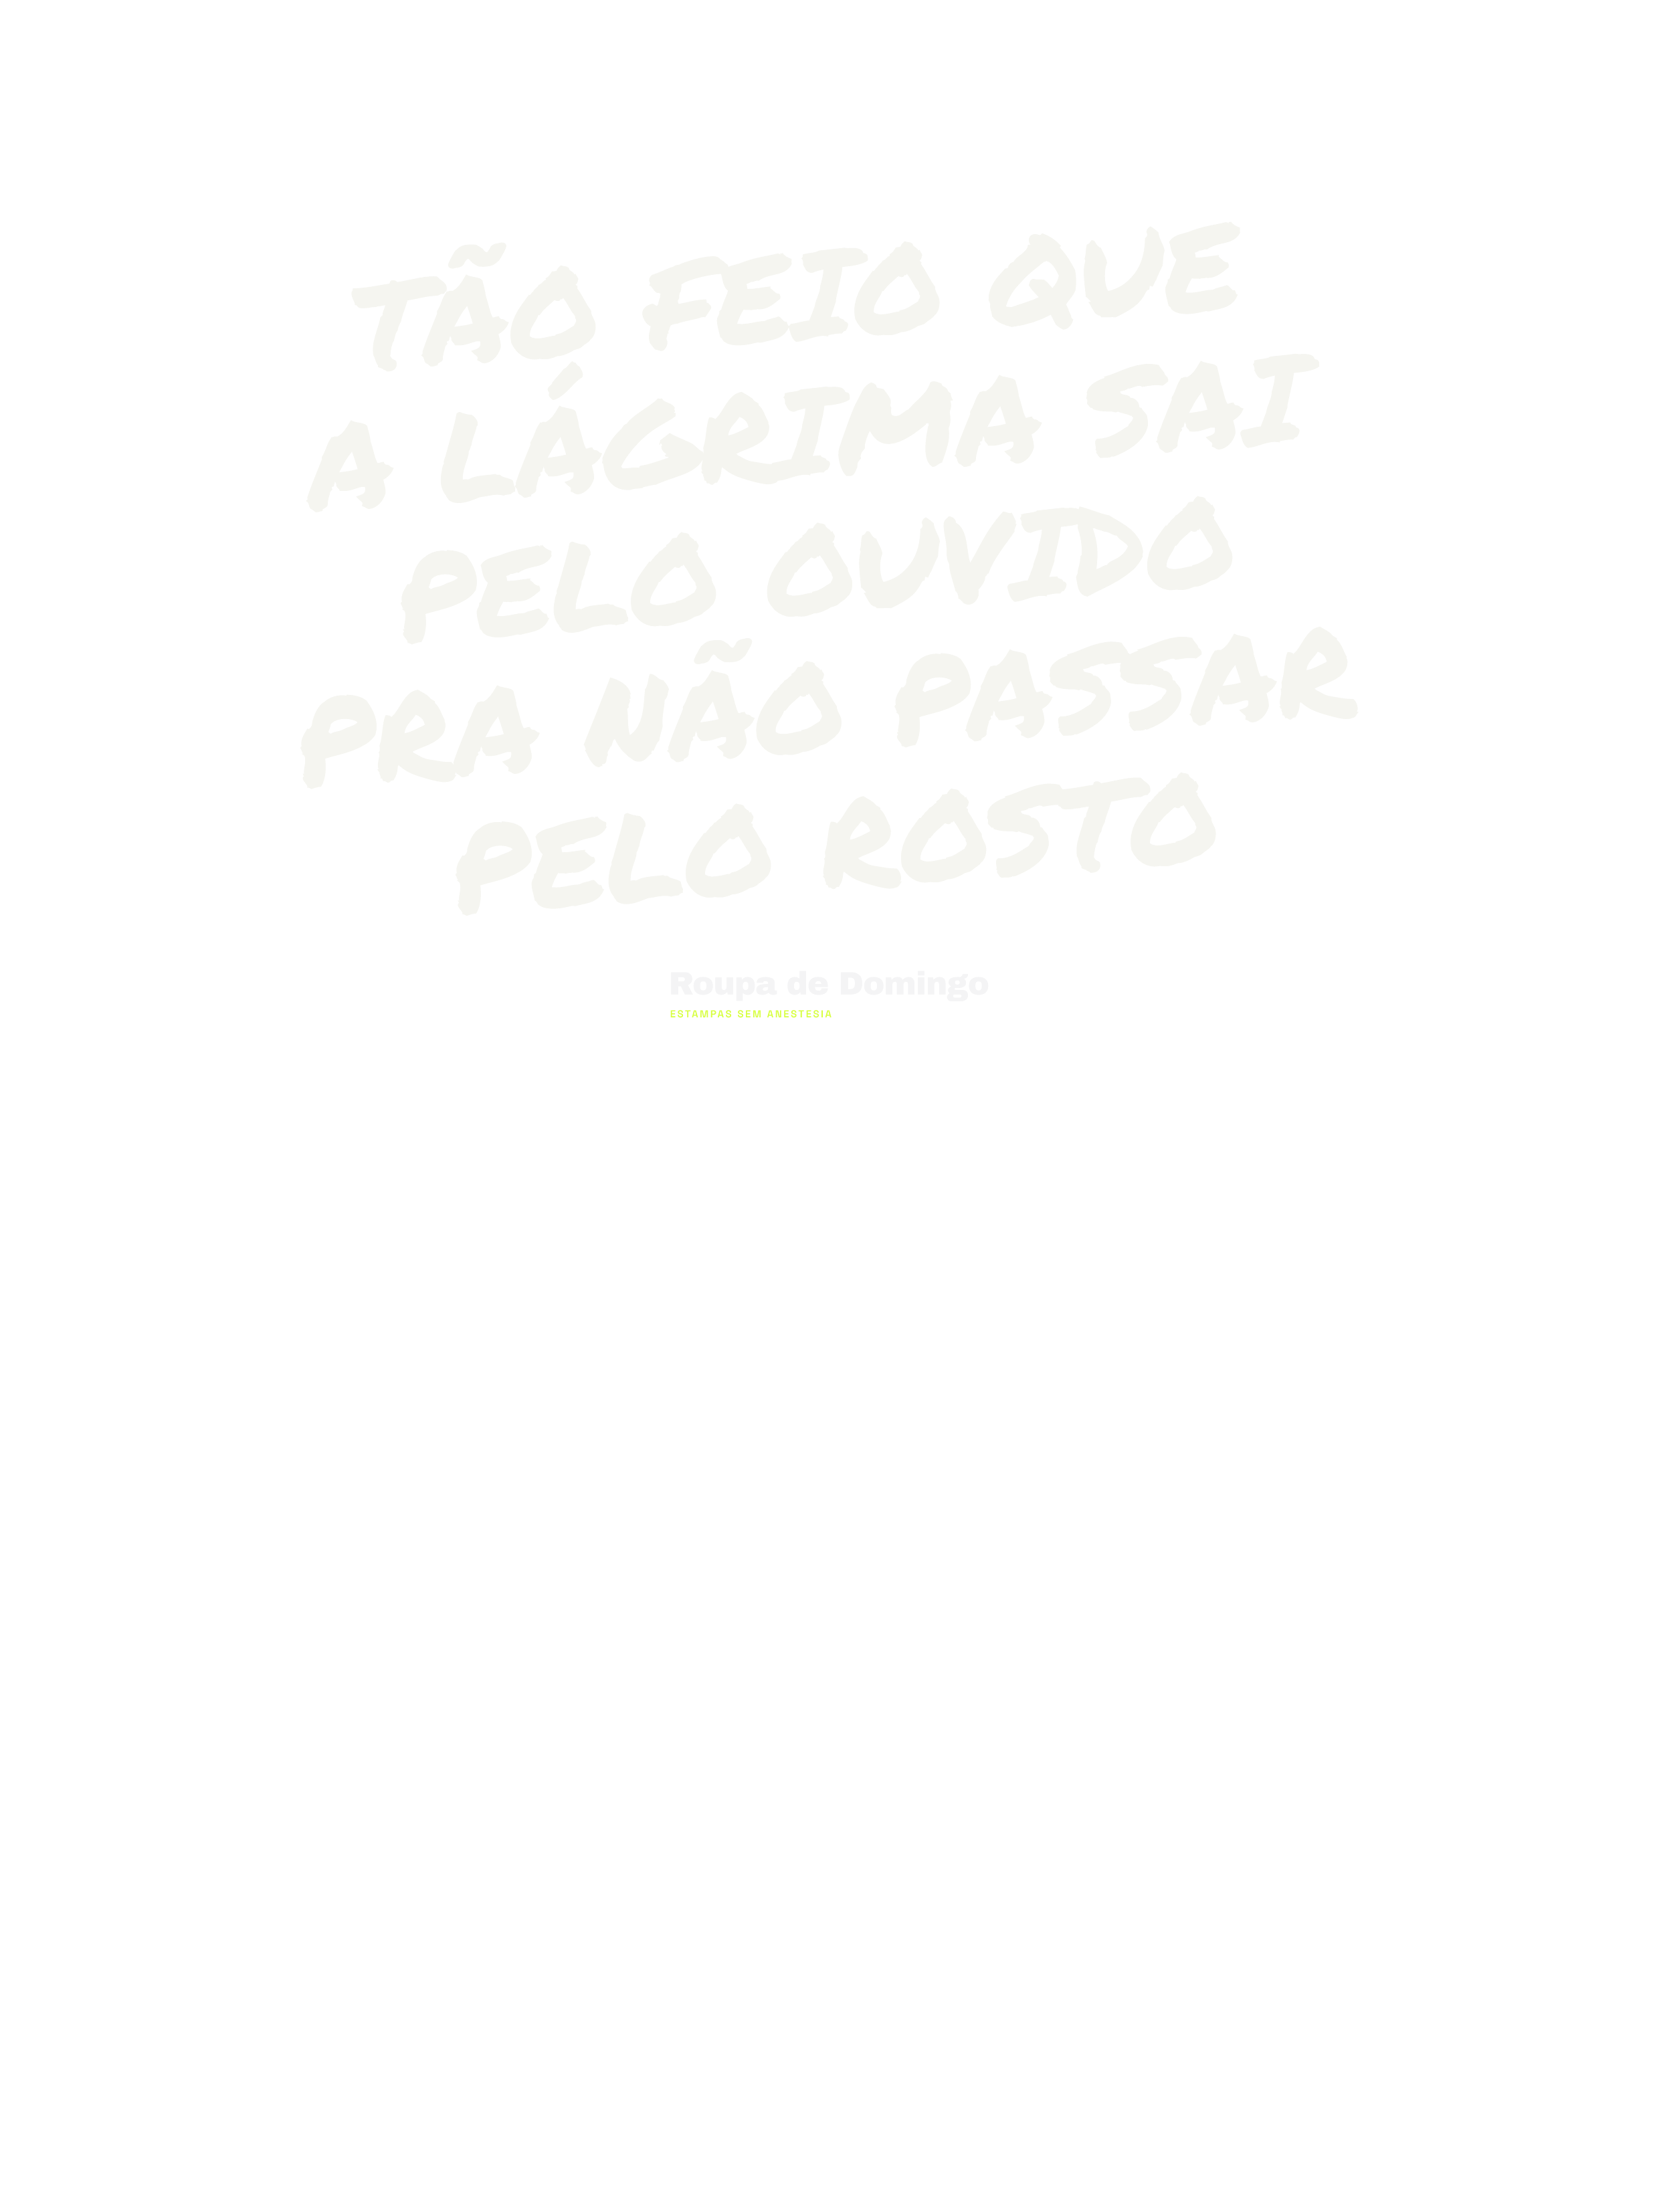 TÃO FEIO QUE
A LÁGRIMA SAI
PELO OUVIDO
PRA NÃO PASSAR
PELO ROSTO
Roupa de Domingo
ESTAMPAS SEM ANESTESIA